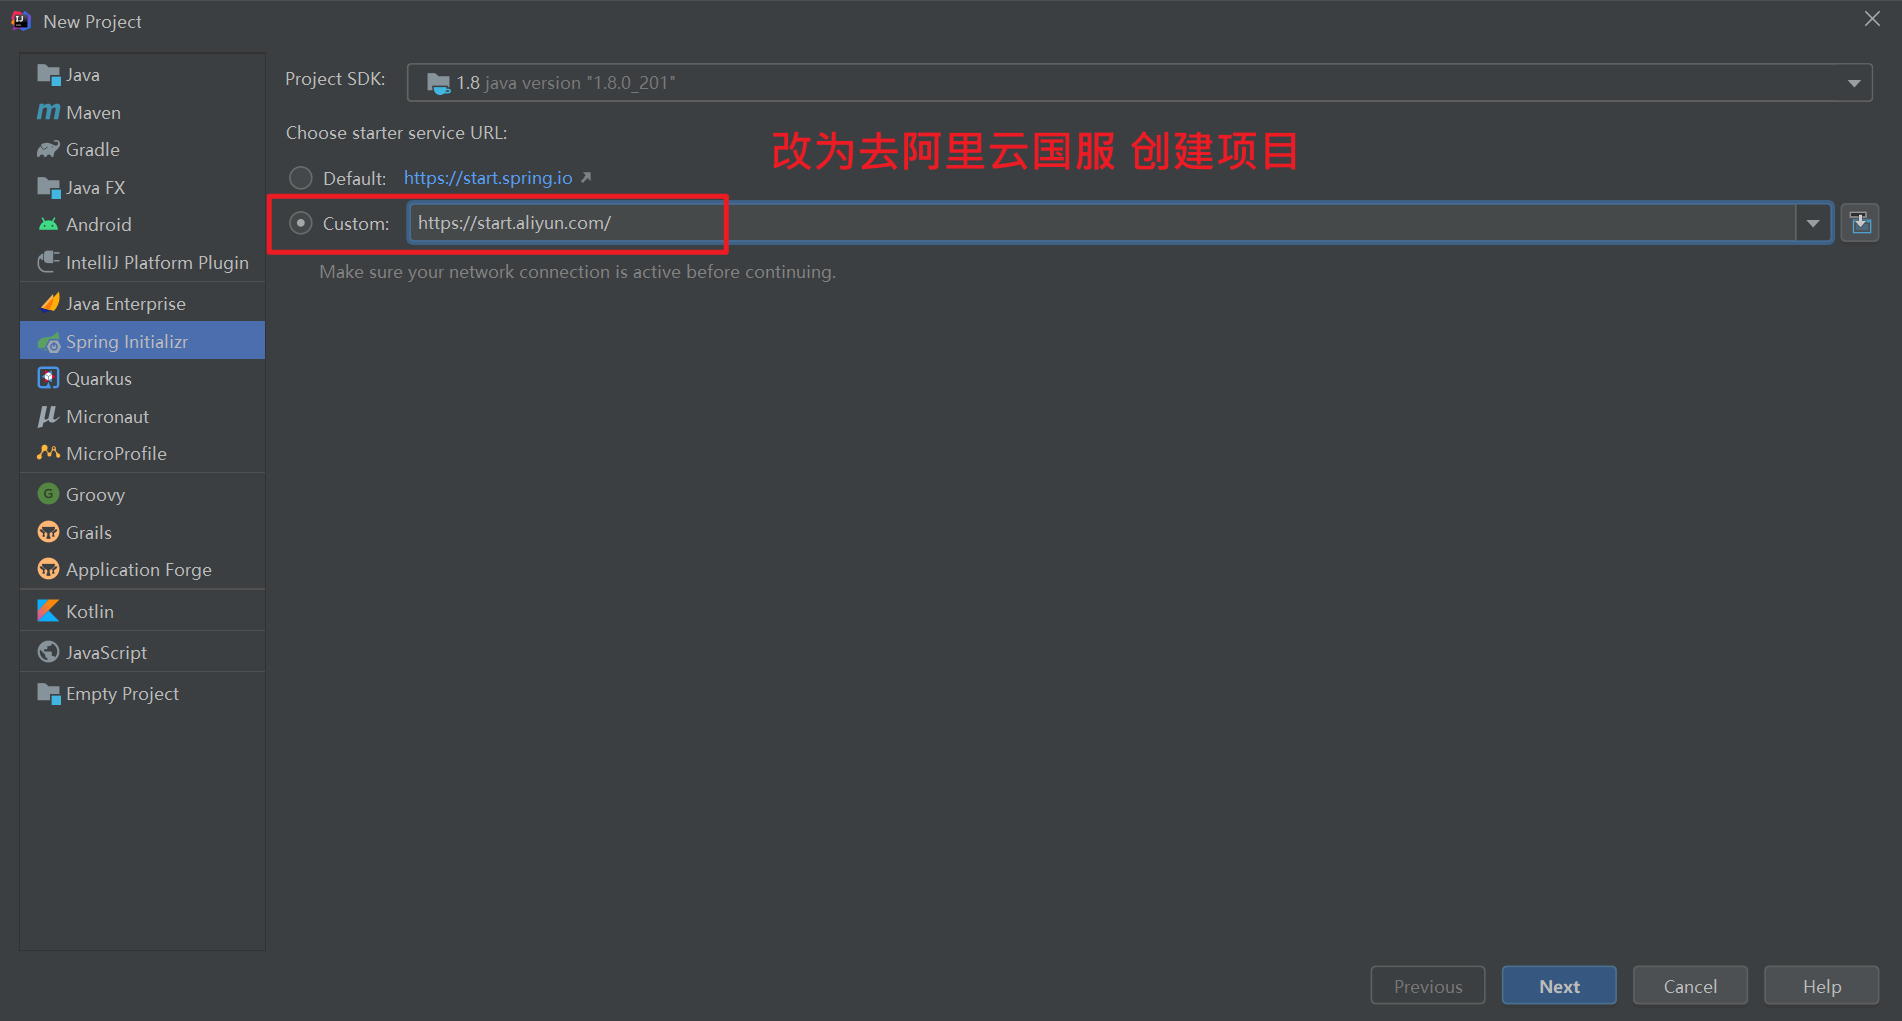 New Project
Java
Maven
Gradle
Java FX
Android
IntelliJ Platform Plugin
Java Enterprise
Spring Initializr
Quarkus
Micronaut
MicroProfile
Groovy
Grails
Application Forge
Kotlin
JavaScript
Empty Project
Project SDK: 1.8 java version "1.8.0_201"
Choose starter service URL:
改为去阿里云国服 创建项目
Default: https://start.spring.io
Custom: https://start.aliyun.com/
Make sure your network connection is active before continuing.
Previous Next Cancel Help